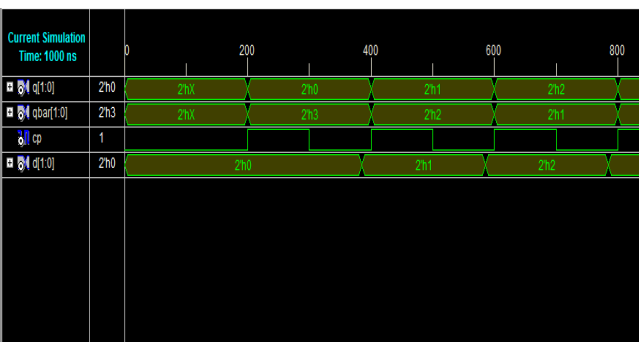 Current Simulation
Time: 1000 ns
0 200 400 600 800
q[1:0] 2'h0 2'hX 2'h0 2'h1 2'h2
qbar[1:0] 2'h3 2'hX 2'h3 2'h2 2'h1
cp 1
d[1:0] 2'h0 2'h0 2'h1 2'h2